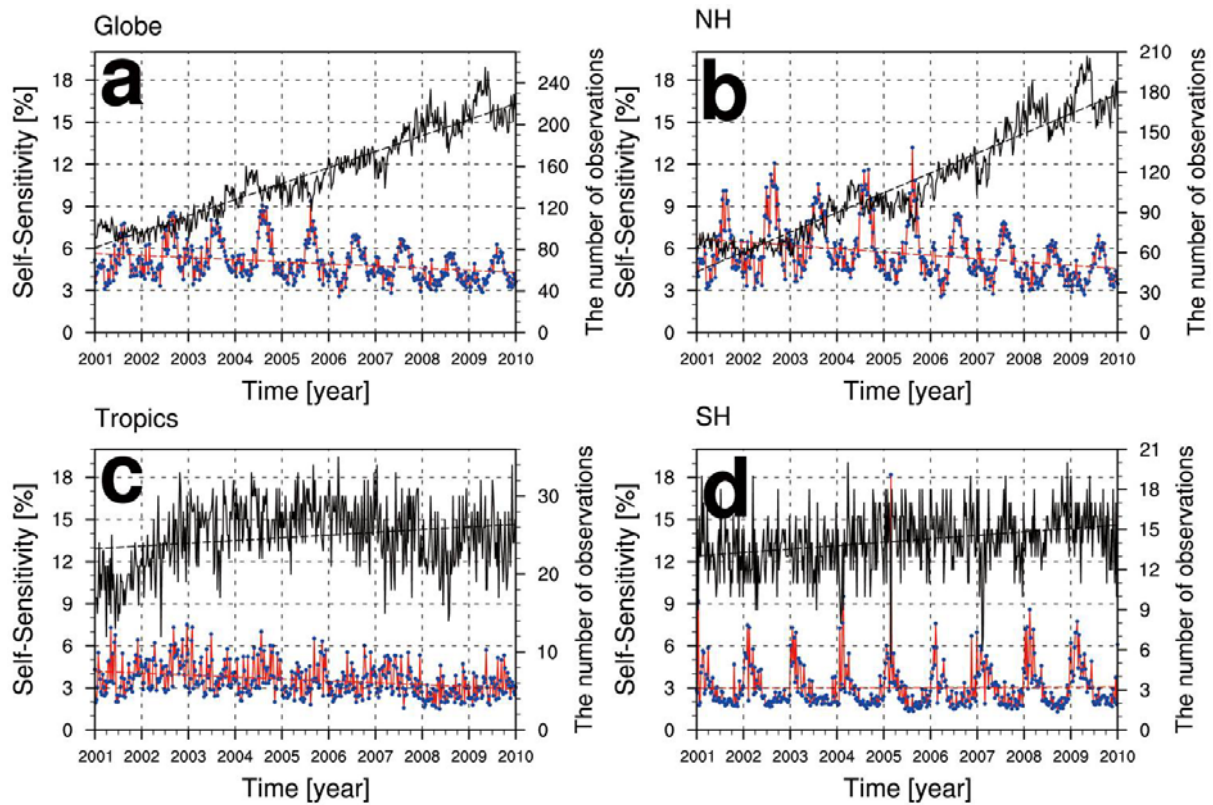 Globe
a
Self-Sensitivity [%]
18
15
12
9
6
3
0
240
200
160
120
80
40
0
The number of observations
2001 2002 2003 2004 2005 2006 2007 2008 2009 2010
Time [year]
NH
b
Self-Sensitivity [%]
18
15
12
9
6
3
0
210
180
150
120
90
60
30
0
The number of observations
2001 2002 2003 2004 2005 2006 2007 2008 2009 2010
Time [year]
Tropics
c
Self-Sensitivity [%]
18
15
12
9
6
3
0
30
20
10
0
The number of observations
2001 2002 2003 2004 2005 2006 2007 2008 2009 2010
Time [year]
SH
d
Self-Sensitivity [%]
18
15
12
9
6
3
0
21
18
15
12
9
6
3
0
The number of observations
2001 2002 2003 2004 2005 2006 2007 2008 2009 2010
Time [year]